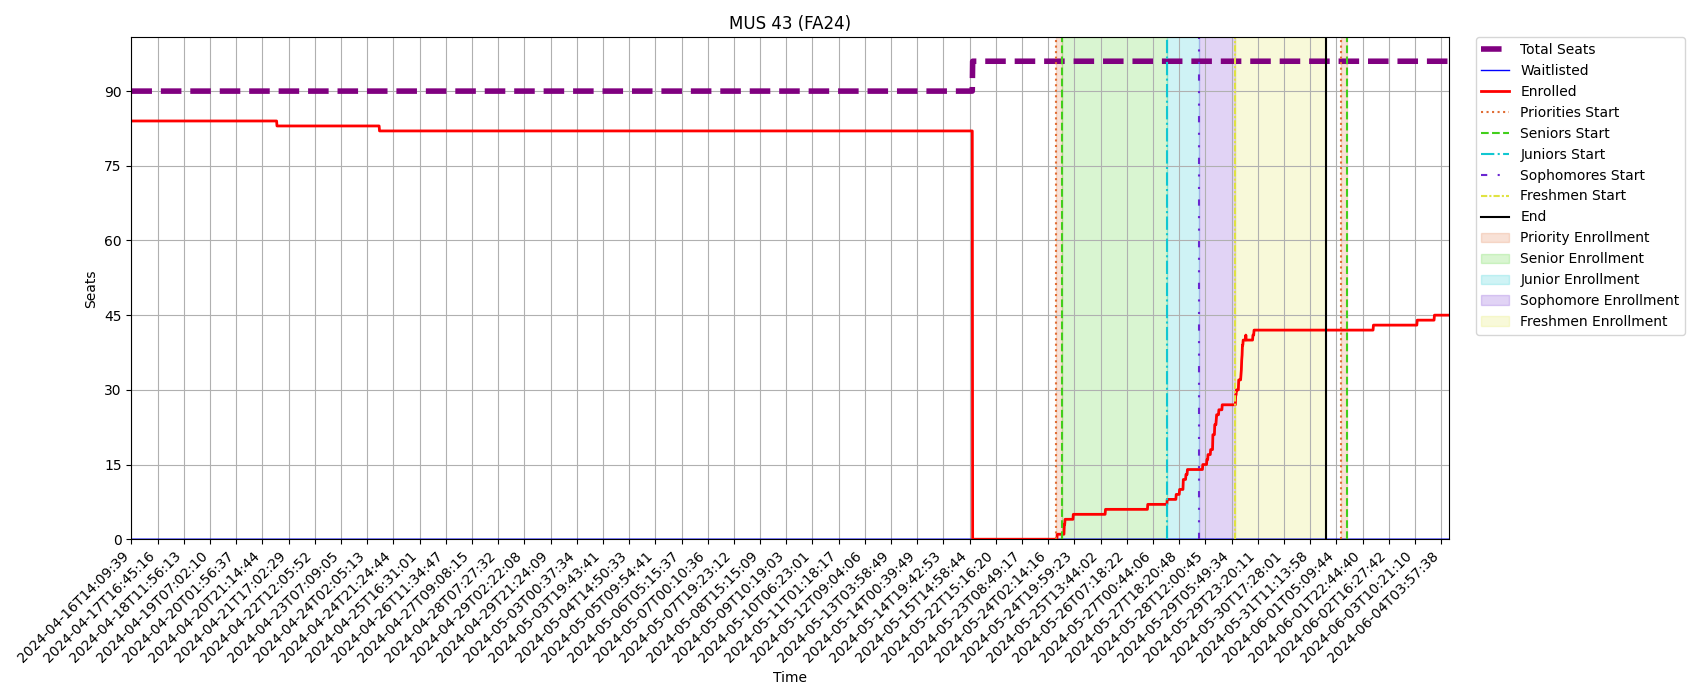 MUS 43 (FA24)
Total Seats
Waitlisted
Enrolled
Priorities Start
Seniors Start
Juniors Start
Sophomores Start
Freshmen Start
End
Priority Enrollment
Senior Enrollment
Junior Enrollment
Sophomore Enrollment
Freshmen Enrollment
Seats
90
75
60
45
30
15
0
2024-04-16T14:09:39
2024-04-17T16:45:16
2024-04-18T11:56:13
2024-04-19T07:02:10
2024-04-20T01:56:37
2024-04-20T21:14:44
2024-04-21T17:02:29
2024-04-22T12:05:52
2024-04-23T07:09:05
2024-04-24T02:05:13
2024-04-24T21:24:44
2024-04-25T16:31:01
2024-04-26T11:34:47
2024-04-27T09:08:15
2024-04-28T07:27:32
2024-04-29T02:22:08
2024-04-29T21:24:09
2024-05-03T00:37:34
2024-05-03T19:43:41
2024-05-04T14:50:33
2024-05-05T09:54:41
2024-05-06T05:15:37
2024-05-07T00:10:36
2024-05-07T19:23:12
2024-05-08T15:15:09
2024-05-09T10:19:03
2024-05-10T06:23:01
2024-05-11T01:18:17
2024-05-12T09:04:06
2024-05-13T03:58:49
2024-05-14T00:39:49
2024-05-14T19:42:53
2024-05-15T14:58:44
2024-05-22T15:16:20
2024-05-23T08:49:17
2024-05-24T02:14:16
2024-05-24T19:59:23
2024-05-25T13:44:02
2024-05-26T07:18:22
2024-05-27T00:44:06
2024-05-27T18:20:48
2024-05-28T12:00:45
2024-05-29T05:49:34
2024-05-29T23:20:11
2024-05-30T17:28:01
2024-05-31T11:13:58
2024-06-01T05:09:44
2024-06-01T22:44:40
2024-06-02T16:27:42
2024-06-03T10:21:10
2024-06-04T03:57:38
Time